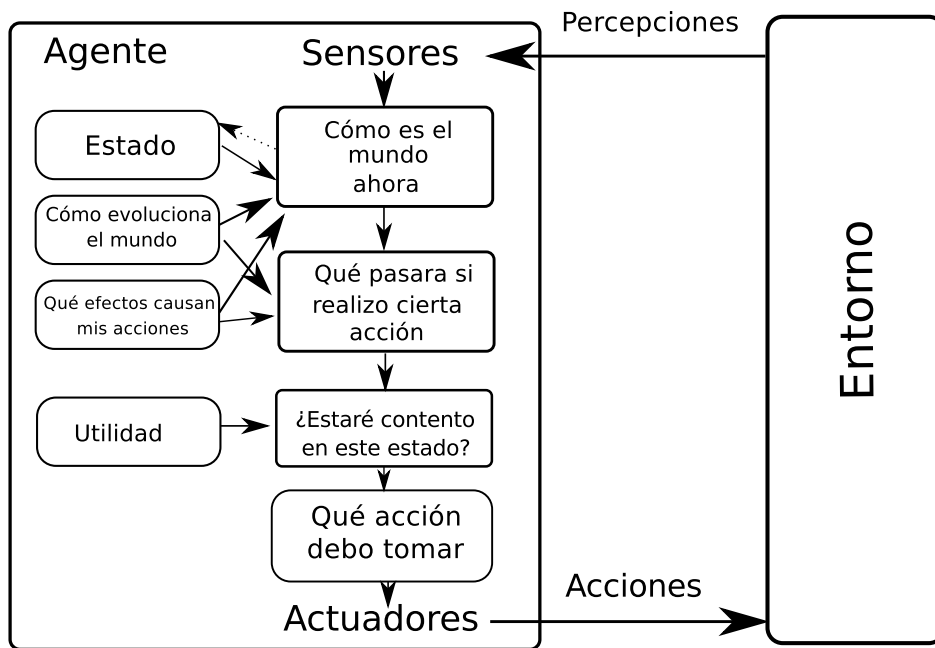 Percepciones
Agente
Sensores
Estado
Cómo es el
mundo
ahora
Cómo evoluciona
el mundo
Qué efectos causan
mis acciones
Qué pasara si
realizo cierta
acción
Utilidad
¿Estaré contento
en este estado?
Qué acción
debo tomar
Actuadores
Acciones
Entorno